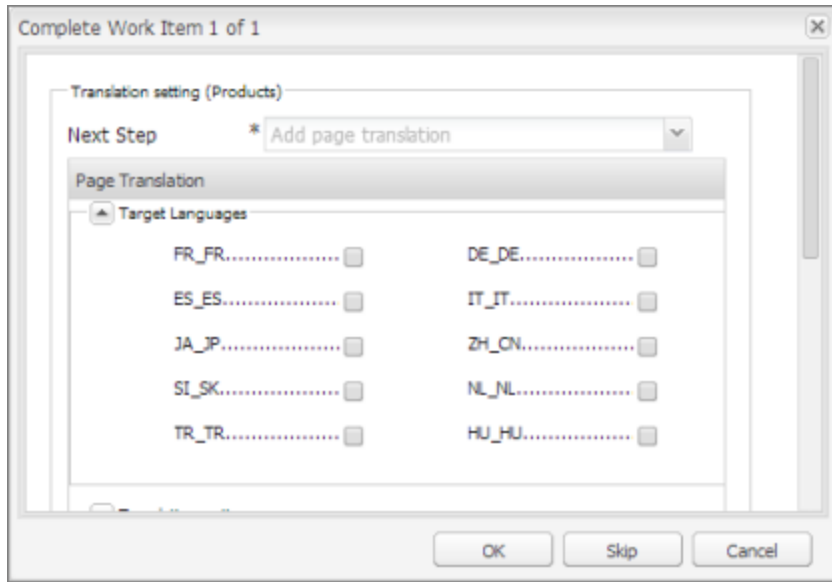 Complete Work Item 1 of 1
Translation setting (Products)
Next Step * Add page translation
Page Translation
Target Languages
FR_FR................... DE_DE..................
ES_ES.................. IT_IT...................
JA_JP................... ZH_CN..................
SI_SK................... NL_NL..................
TR_TR.................. HU_HU.................
OK Skip Cancel